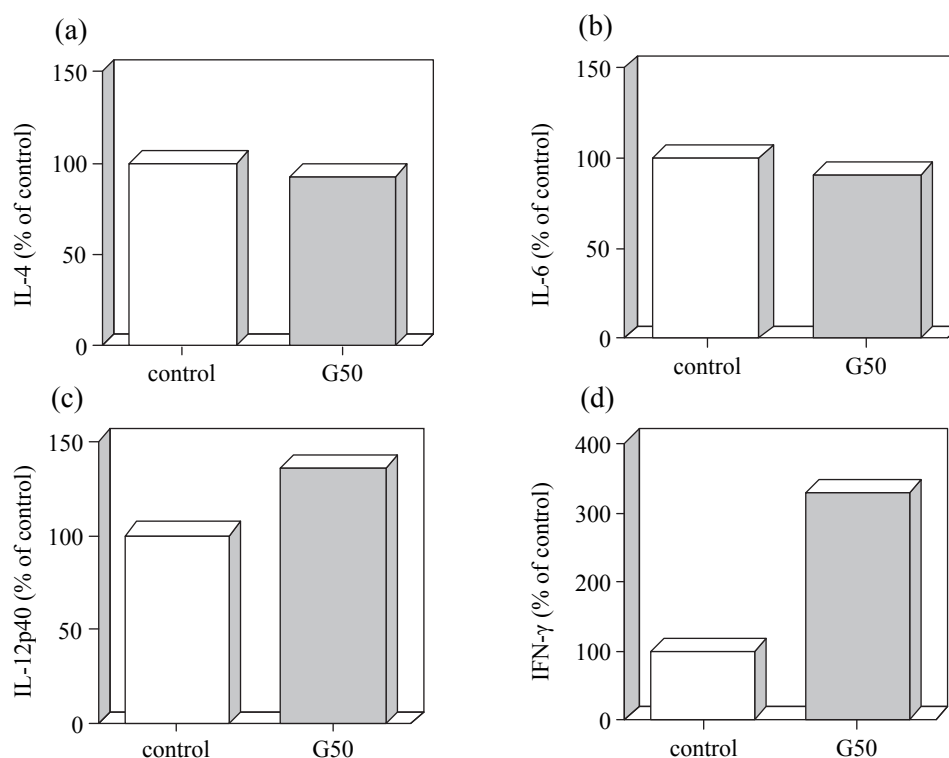 (a)
IL-4 (% of control)
150
100
50
0
control G50
(b)
IL-6 (% of control)
150
100
50
0
control G50
(c)
IL-12p40 (% of control)
150
100
50
0
control G50
(d)
IFN-γ (% of control)
400
300
200
100
0
control G50